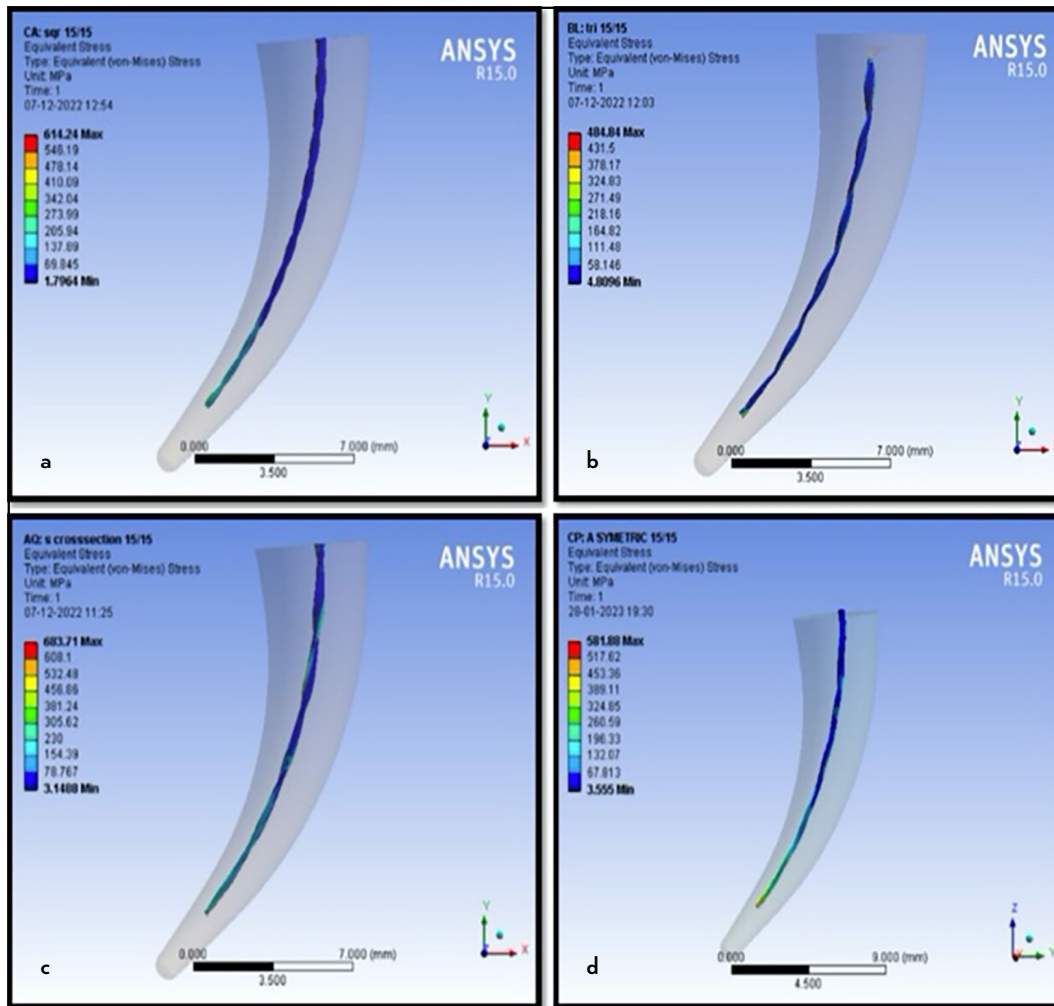 CA: sqr 15/15
Equivalent Stress
Type: Equivalent (von-Mises) Stress
Unit: MPa
Time: 1
07-12-2022 12:54
ANSYS
R15.0
614.24 Max
546.19
478.14
410.09
342.04
273.99
205.94
137.89
69.845
1.7964 Min
Y
X
0.000 7.000 (mm)
3.500
a
BL: tri 15/15
Equivalent Stress
Type: Equivalent (von-Mises) Stress
Unit: MPa
Time: 1
07-12-2022 12:03
ANSYS
R15.0
484.84 Max
431.5
378.17
324.83
271.49
218.16
164.82
111.48
58.146
4.8096 Min
Y
0.000 7.000 (mm)
3.500
b
AQ: s crosssection 15/15
Equivalent Stress
Type: Equivalent (von-Mises) Stress
Unit: MPa
Time: 1
07-12-2022 11:25
ANSYS
R15.0
683.71 Max
608.1
532.48
456.86
381.24
305.62
230
154.39
78.767
3.1488 Min
Y
X
0.000 7.000 (mm)
3.500
c
CP: A SYMETRIC 15/15
Equivalent Stress
Type: Equivalent (von-Mises) Stress
Unit: MPa
Time: 1
28-01-2023 19:30
ANSYS
R15.0
581.88 Max
517.62
453.36
389.11
324.85
260.59
196.33
132.07
67.813
3.555 Min
Z
Y
0.000 9.000 (mm)
4.500
d